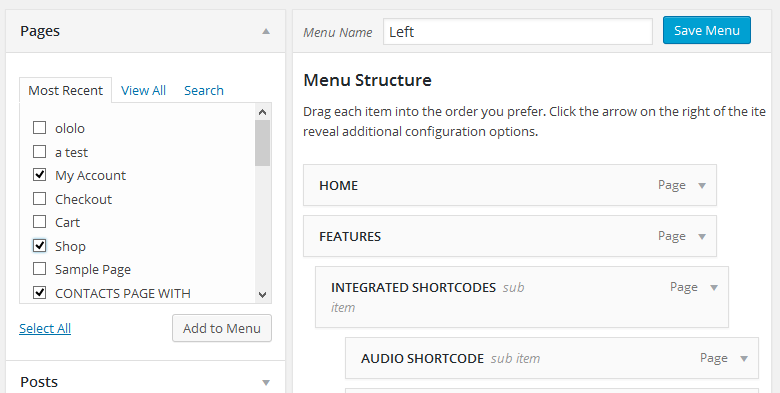 Pages
Most Recent View All Search
ololo
a test
My Account
Checkout
Cart
Shop
Sample Page
CONTACTS PAGE WITH
Select All Add to Menu
Posts
Menu Name Left Save Menu
Menu Structure
Drag each item into the order you prefer. Click the arrow on the right of the ite
reveal additional configuration options.
HOME Page
FEATURES Page
INTEGRATED SHORTCODES sub Page
item
AUDIO SHORTCODE sub item Page